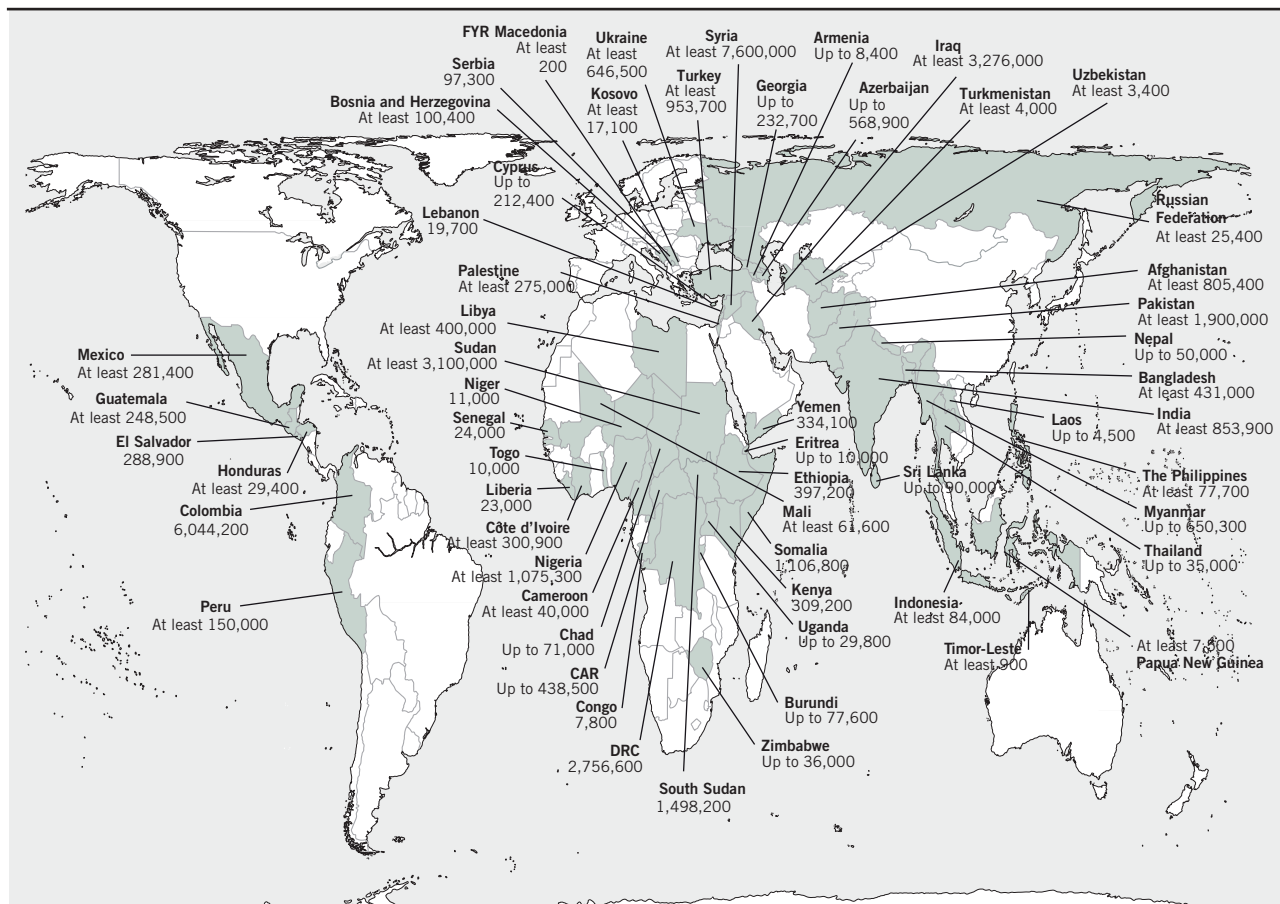 FYR Macedonia
At least
200
Ukraine
At least
646,500
Syria
At least 7,600,000
Armenia
Up to 8,400
Iraq
At least 3,276,000
Serbia
97,300
Kosovo
At least
17,100
Turkey
At least
953,700
Georgia
Up to
232,700
Azerbaijan
Up to
568,900
Turkmenistan
At least 4,000
Uzbekistan
At least 3,400
Bosnia and Herzegovina
At least 100,400
Cyprus
Up to
212,400
Lebanon
19,700
Palestine
At least 275,000
Libya
At least 400,000
Sudan
At least 3,100,000
Niger
11,000
Senegal
24,000
Togo
10,000
Liberia
23,000
Côte d'Ivoire
At least 300,900
Nigeria
At least 1,075,300
Cameroon
At least 40,000
Chad
Up to 71,000
CAR
Up to 438,500
Congo
7,800
DRC
2,756,600
South Sudan
1,498,200
Mexico
At least 281,400
Guatemala
At least 248,500
El Salvador
288,900
Honduras
At least 29,400
Colombia
6,044,200
Peru
At least 150,000
Russian
Federation
At least 25,400
Afghanistan
At least 805,400
Pakistan
At least 1,900,000
Nepal
Up to 50,000
Bangladesh
At least 431,000
India
At least 853,900
Laos
Up to 4,500
The Philippines
At least 77,700
Myanmar
Up to 650,300
Thailand
Up to 35,000
Sri Lanka
Up to 90,000
Yemen
334,100
Eritrea
Up to 10,000
Ethiopia
397,200
Mali
At least 61,600
Somalia
1,106,800
Kenya
309,200
Uganda
Up to 29,800
Burundi
Up to 77,600
Zimbabwe
Up to 36,000
Indonesia
At least 84,000
Timor-Leste
At least 900
At least 7,500
Papua New Guinea